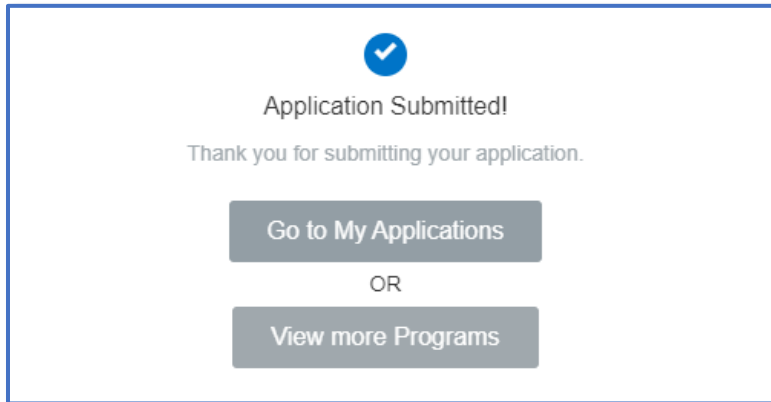 Application Submitted!
Thank you for submitting your application.
Go to My Applications
OR
View more Programs